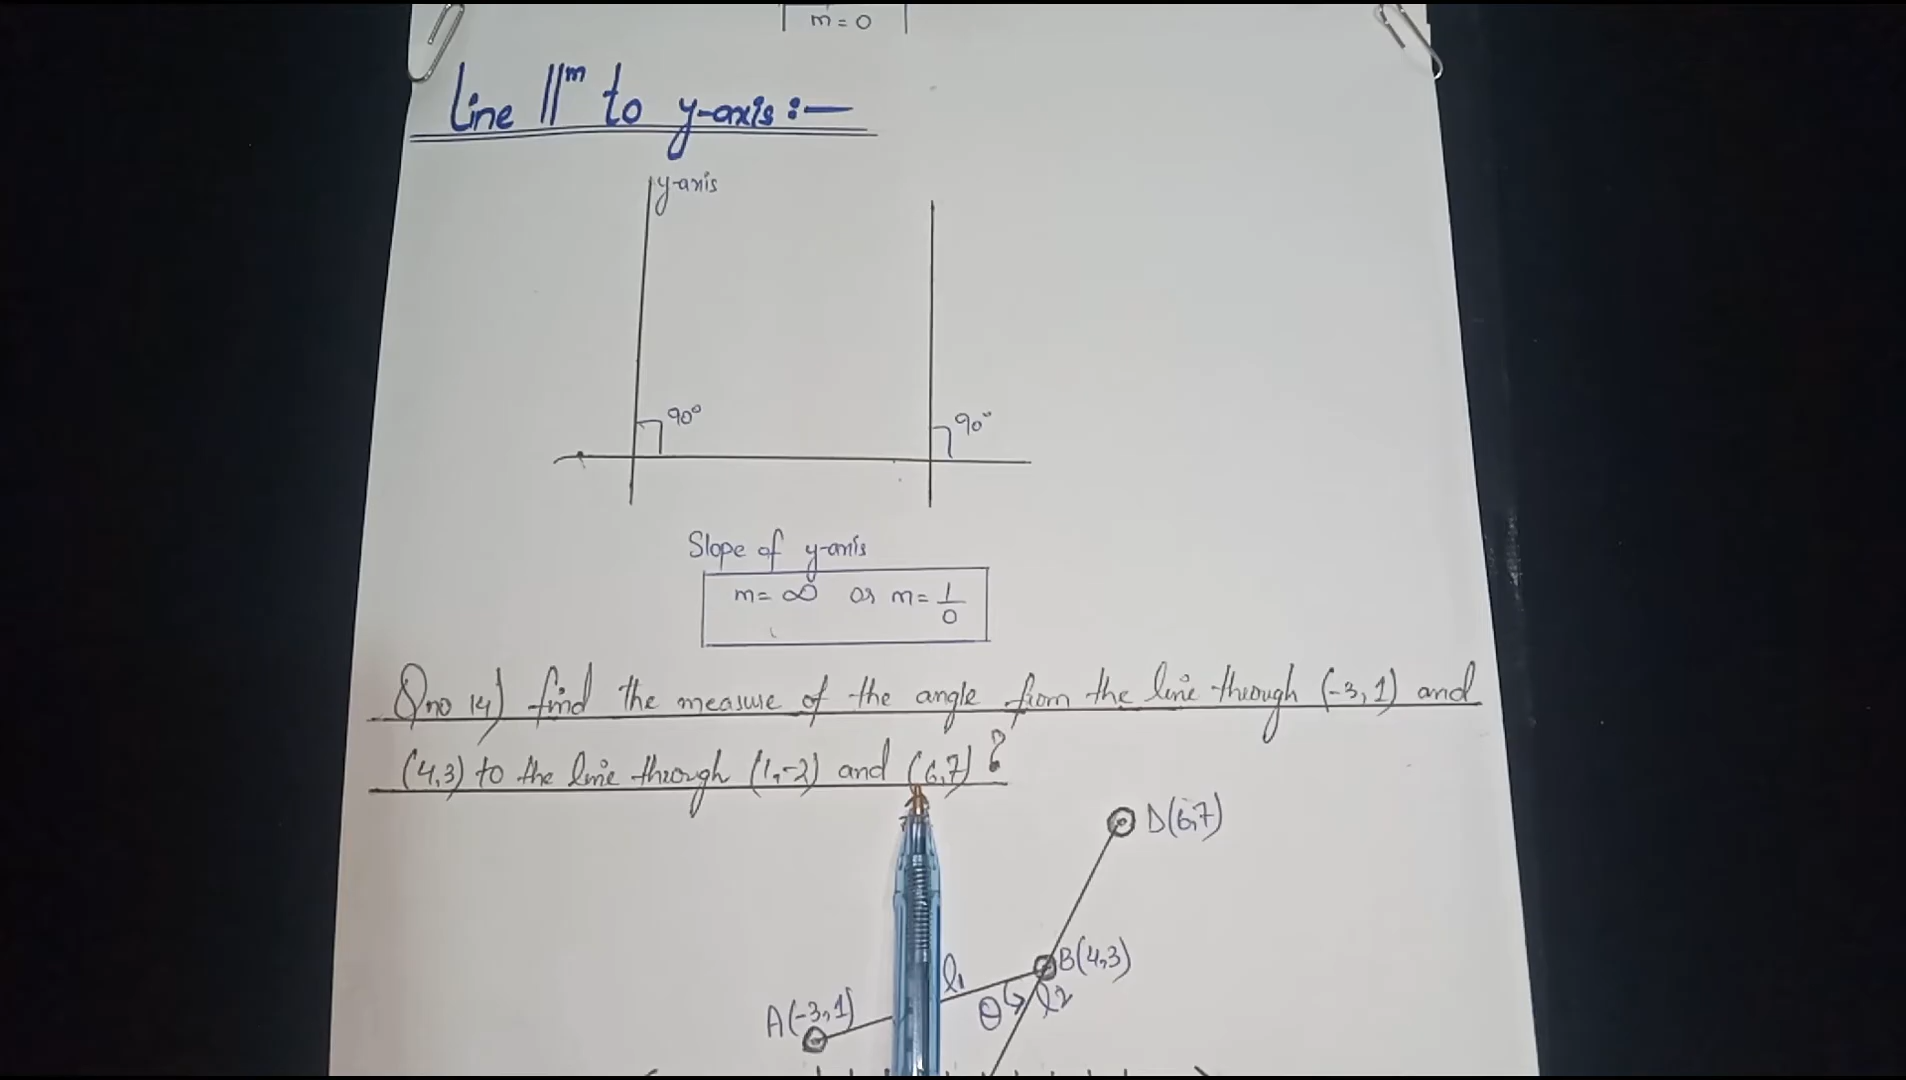 m = 0
Line ||ᵐ to y-axis :-
y-axis
90°
90°
Slope of y-axis
m = ∞ or m = 1/0
Qno 14) find the measure of the angle from the line through (-3, 1) and
(4,3) to the line through (1,-2) and (6,7) ?
D(6,7)
B(4,3)
l₁
A(-3,1)
θ
l₂